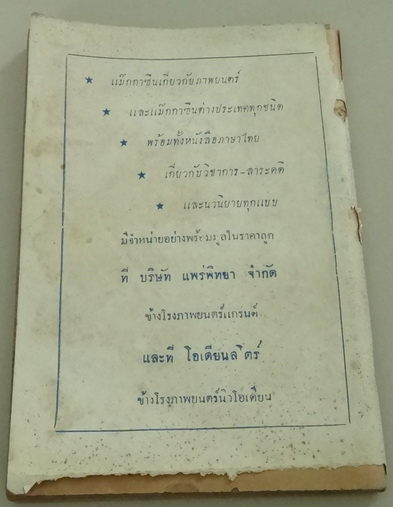 ★ แม๊กกาซีนเกี่ยวกับภาพยนตร์
★ และแม๊กกาซีนต่างประเทศทุกชนิด
★ พร้อมทั้งหนังสือภาษาไทย
★ เกี่ยวกับวิชาการ-สาระคดี
★ และนวนิยายทุกแบบ
มีจำหน่ายอย่างพร้อมมูลในราคาถูก
ที่ บริษัท แพร่พิทยา จำกัด
ข้างโรงภาพยนตร์แกรนด์
และที่ โอเดียนสโตร์
ข้างโรงภาพยนตร์นิวโอเดียน